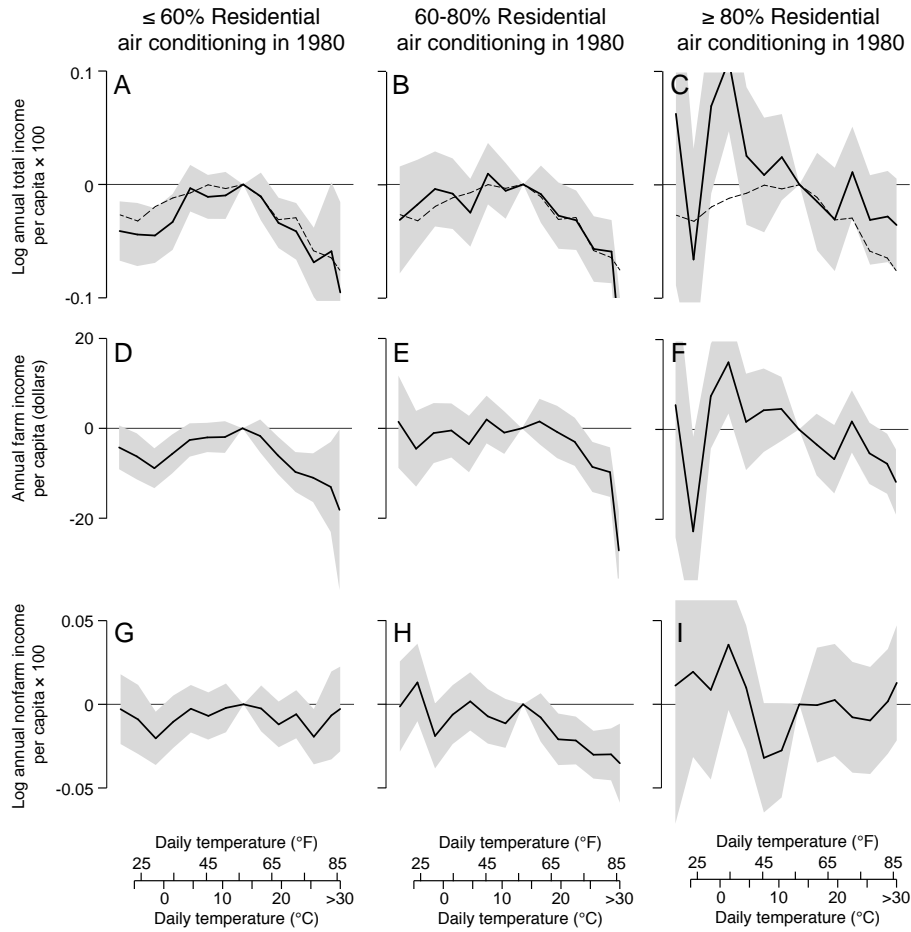 ≤ 60% Residential
air conditioning in 1980
60-80% Residential
air conditioning in 1980
≥ 80% Residential
air conditioning in 1980
Log annual total income
per capita × 100
0.1
0
-0.1
A
B
C
Annual farm income
per capita (dollars)
20
0
-20
D
E
F
Log annual nonfarm income
per capita × 100
0.05
0
-0.05
G
H
I
Daily temperature (°F)
25 45 65 85
0 10 20 >30
Daily temperature (°C)
Daily temperature (°F)
25 45 65 85
0 10 20 >30
Daily temperature (°C)
Daily temperature (°F)
25 45 65 85
0 10 20 >30
Daily temperature (°C)